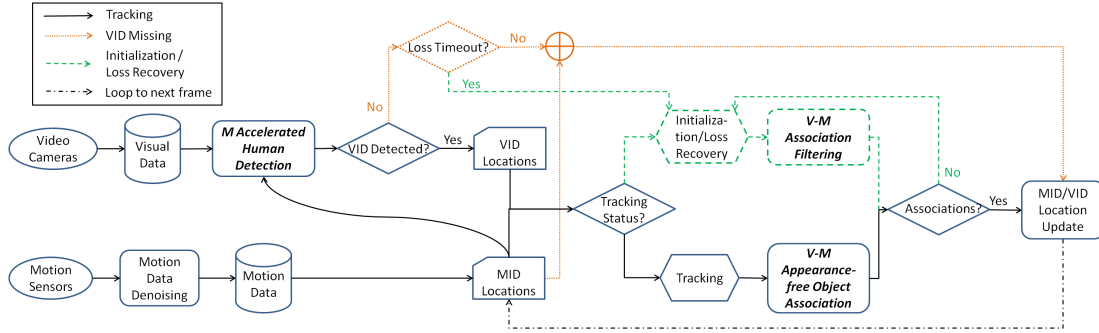 Tracking
VID Missing
Initialization /
Loss Recovery
Loop to next frame
Loss Timeout?
No
Yes
No
Video
Cameras
Visual
Data
M Accelerated
Human
Detection
VID Detected?
Yes
VID
Locations
Initializa-
tion/Loss
Recovery
V-M
Association
Filtering
No
Tracking
Status?
Associations?
Yes
MID/VID
Location
Update
Motion
Sensors
Motion
Data
Denoising
Motion
Data
MID
Locations
Tracking
V-M
Appearance-
free Object
Association